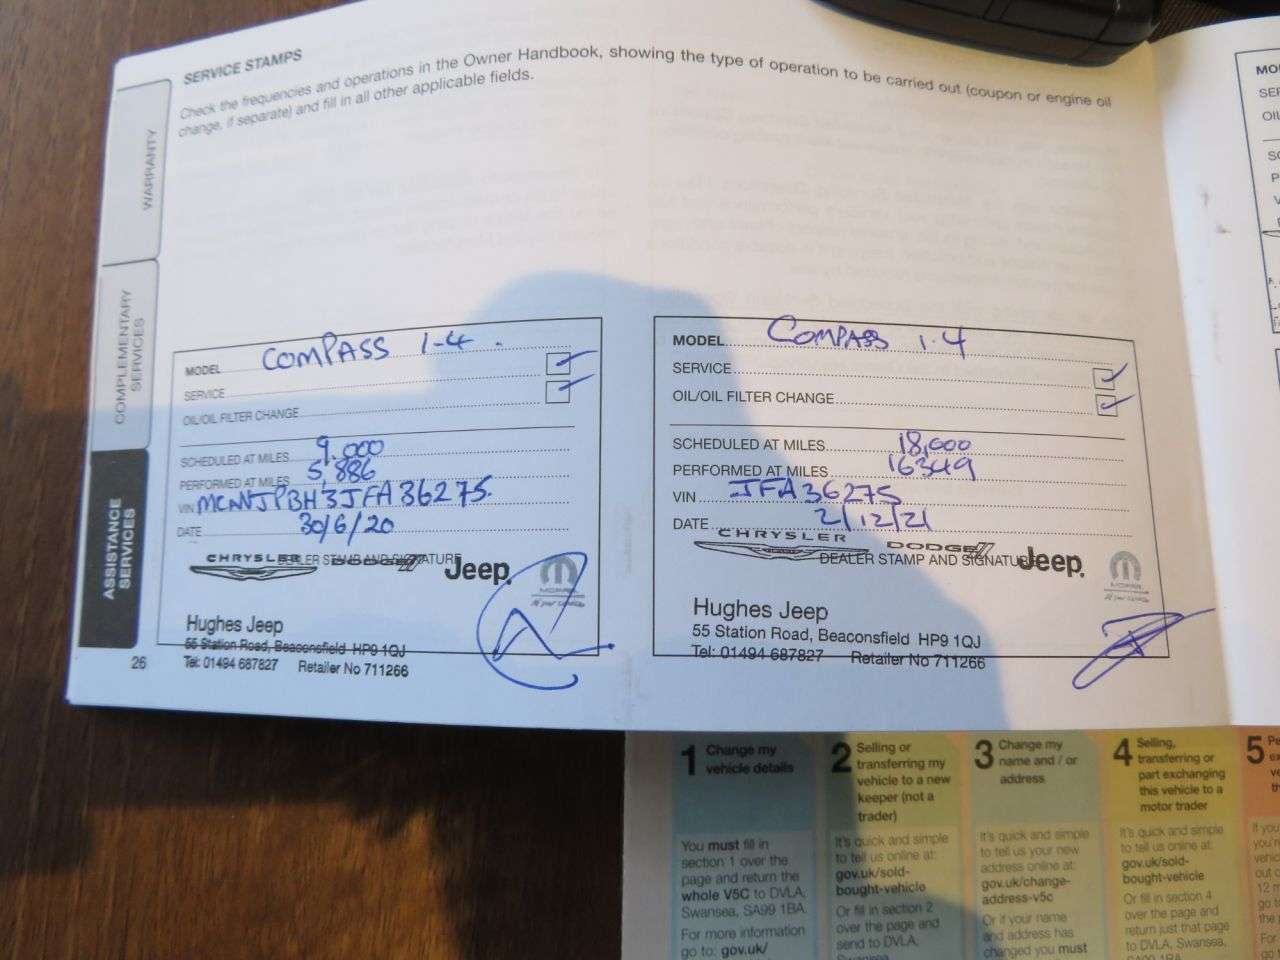 SERVICE STAMPS
Check the frequencies and operations in the Owner Handbook, showing the type of operation to be carried out (coupon or engine oil
change, if separate) and fill in all other applicable fields.
WARRANTY
COMPLEMENTARY
SERVICES
ASSISTANCE
SERVICES
MODEL COMPASS 1-4.
SERVICE
OIL/OIL FILTER CHANGE
SCHEDULED AT MILES 9,000
PERFORMED AT MILES 5,886
VIN MCANJPBH3JFA36275.
DATE 30/6/20
CHRYSLER DODGE Jeep MOPAR
DEALER STAMP AND SIGNATURE
Hughes Jeep
55 Station Road, Beaconsfield HP9 1QJ
Tel: 01494 687827 Retailer No 711266
26
MODEL COMPASS 1.4
SERVICE
OIL/OIL FILTER CHANGE
SCHEDULED AT MILES 18,000
PERFORMED AT MILES 16349
VIN JFA36275
DATE 2/12/21
CHRYSLER DODGE Jeep MOPAR
DEALER STAMP AND SIGNATURE
Hughes Jeep
55 Station Road, Beaconsfield HP9 1QJ
Tel: 01494 687827 Retailer No 711266
1 Change my
vehicle details
You must fill in
section 1 over the
page and return the
whole V5C to DVLA,
Swansea, SA99 1BA.
For more information
go to: gov.uk/
2 Selling or
transferring my
vehicle to a new
keeper (not a
trader)
It's quick and simple
to tell us online at:
gov.uk/sold-
bought-vehicle
Or fill in section 2
over the page and
send to DVLA,
Swansea
3 Change my
name and / or
address
It's quick and simple
to tell us your new
address online at:
gov.uk/change-
address-v5c
Or if your name
and address has
changed you must
4 Selling,
transferring or
part exchanging
this vehicle to a
motor trader
It's quick and simple
to tell us online at:
gov.uk/sold-
bought-vehicle
Or fill in section 4
over the page and
return just that page
to DVLA, Swansea,
SA99 1BA
5